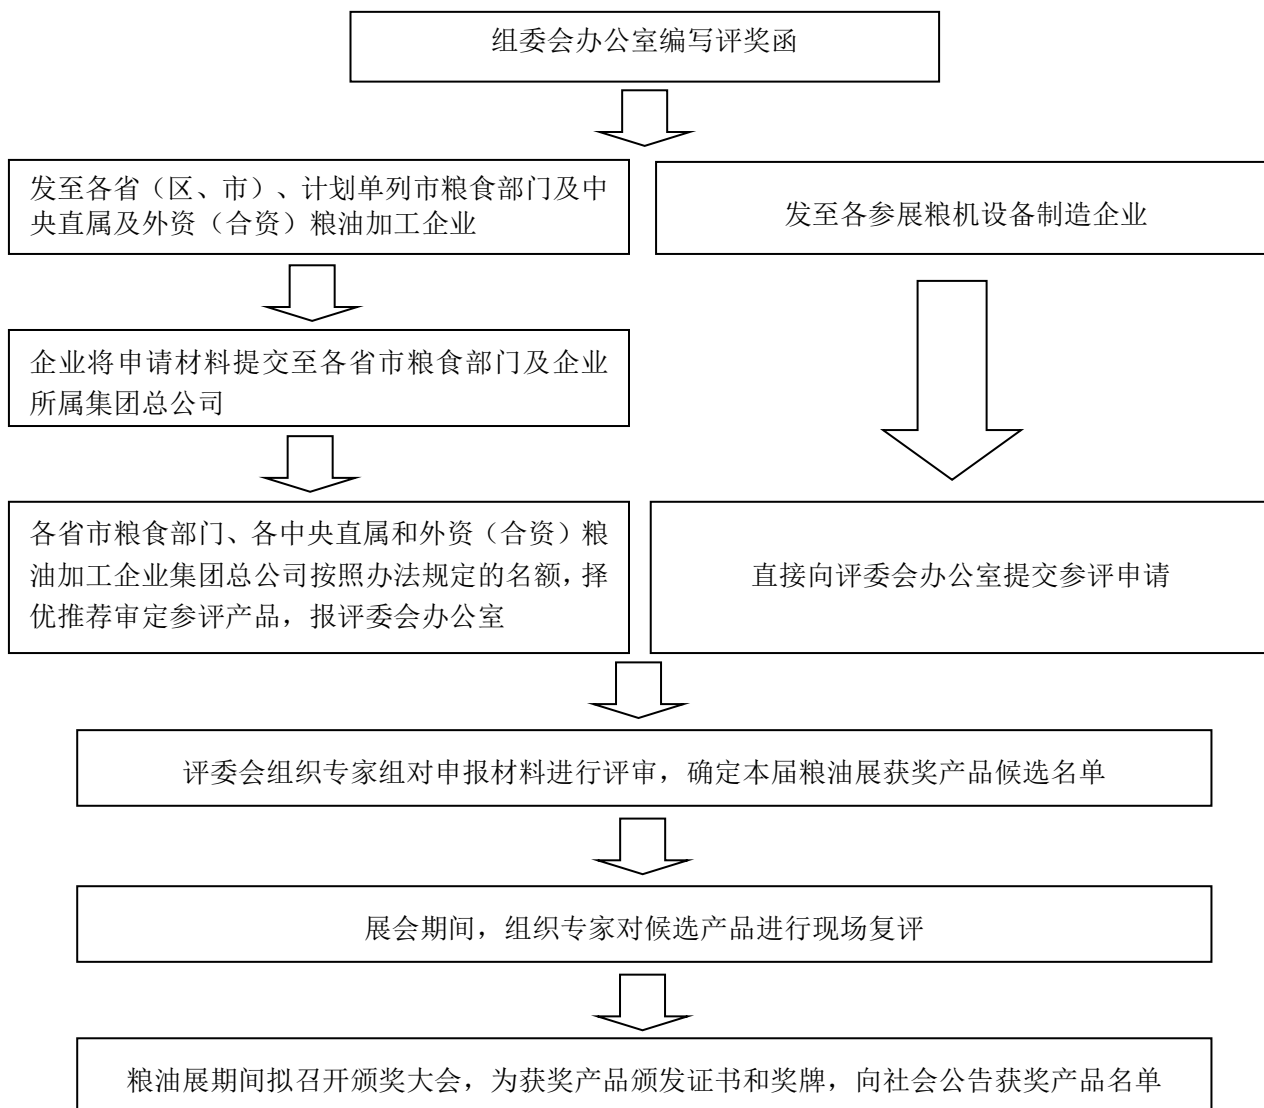 组委会办公室编写评奖函
发至各省（区、市）、计划单列市粮食部门及中
央直属及外资（合资）粮油加工企业
发至各参展粮机设备制造企业
企业将申请材料提交至各省市粮食部门及企业
所属集团总公司
各省市粮食部门、各中央直属和外资（合资）粮
油加工企业集团总公司按照办法规定的名额，择
优推荐审定参评产品，报评委会办公室
直接向评委会办公室提交参评申请
评委会组织专家组对申报材料进行评审，确定本届粮油展获奖产品候选名单
展会期间，组织专家对候选产品进行现场复评
粮油展期间拟召开颁奖大会，为获奖产品颁发证书和奖牌，向社会公告获奖产品名单